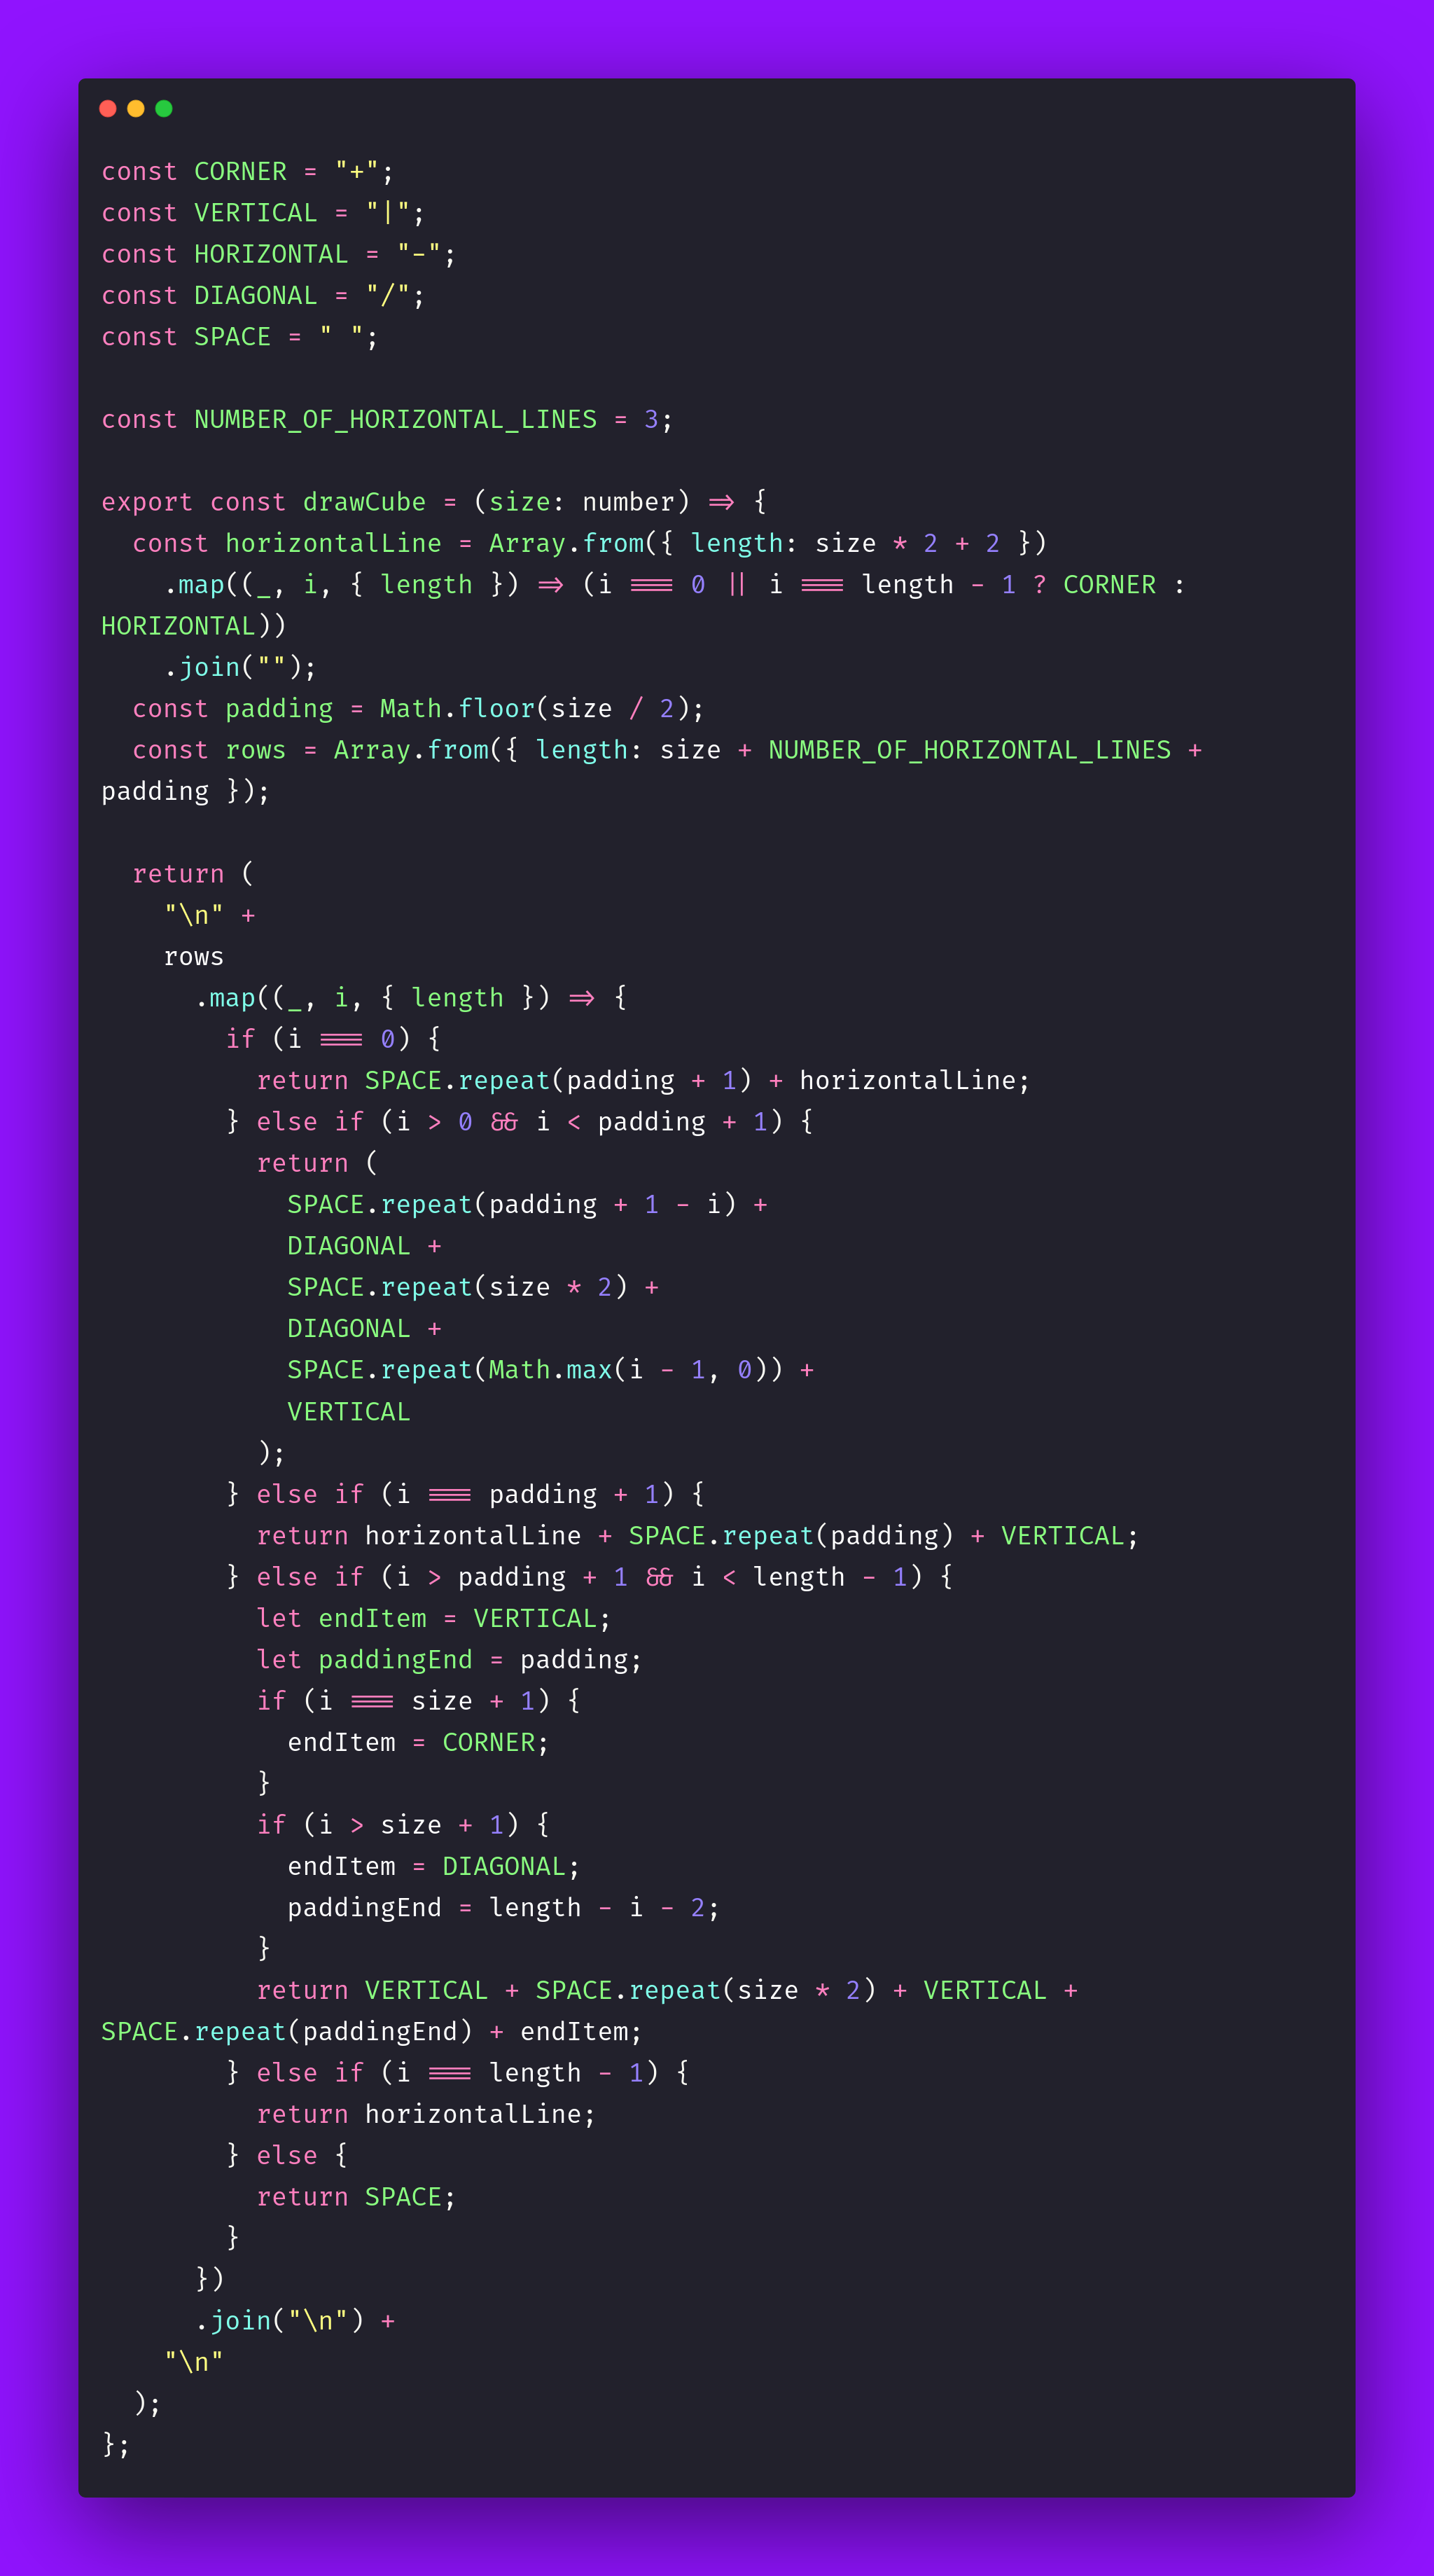 const CORNER = "+";
const VERTICAL = "|";
const HORIZONTAL = "-";
const DIAGONAL = "/";
const SPACE = " ";

const NUMBER_OF_HORIZONTAL_LINES = 3;

export const drawCube = (size: number) => {
  const horizontalLine = Array.from({ length: size * 2 + 2 })
    .map((_, i, { length }) => (i === 0 || i === length - 1 ? CORNER :
HORIZONTAL))
    .join("");
  const padding = Math.floor(size / 2);
  const rows = Array.from({ length: size + NUMBER_OF_HORIZONTAL_LINES +
padding });

  return (
    "\n" +
    rows
      .map((_, i, { length }) => {
        if (i === 0) {
          return SPACE.repeat(padding + 1) + horizontalLine;
        } else if (i > 0 && i < padding + 1) {
          return (
            SPACE.repeat(padding + 1 - i) +
            DIAGONAL +
            SPACE.repeat(size * 2) +
            DIAGONAL +
            SPACE.repeat(Math.max(i - 1, 0)) +
            VERTICAL
          );
        } else if (i === padding + 1) {
          return horizontalLine + SPACE.repeat(padding) + VERTICAL;
        } else if (i > padding + 1 && i < length - 1) {
          let endItem = VERTICAL;
          let paddingEnd = padding;
          if (i === size + 1) {
            endItem = CORNER;
          }
          if (i > size + 1) {
            endItem = DIAGONAL;
            paddingEnd = length - i - 2;
          }
          return VERTICAL + SPACE.repeat(size * 2) + VERTICAL +
SPACE.repeat(paddingEnd) + endItem;
        } else if (i === length - 1) {
          return horizontalLine;
        } else {
          return SPACE;
        }
      })
      .join("\n") +
    "\n"
  );
};